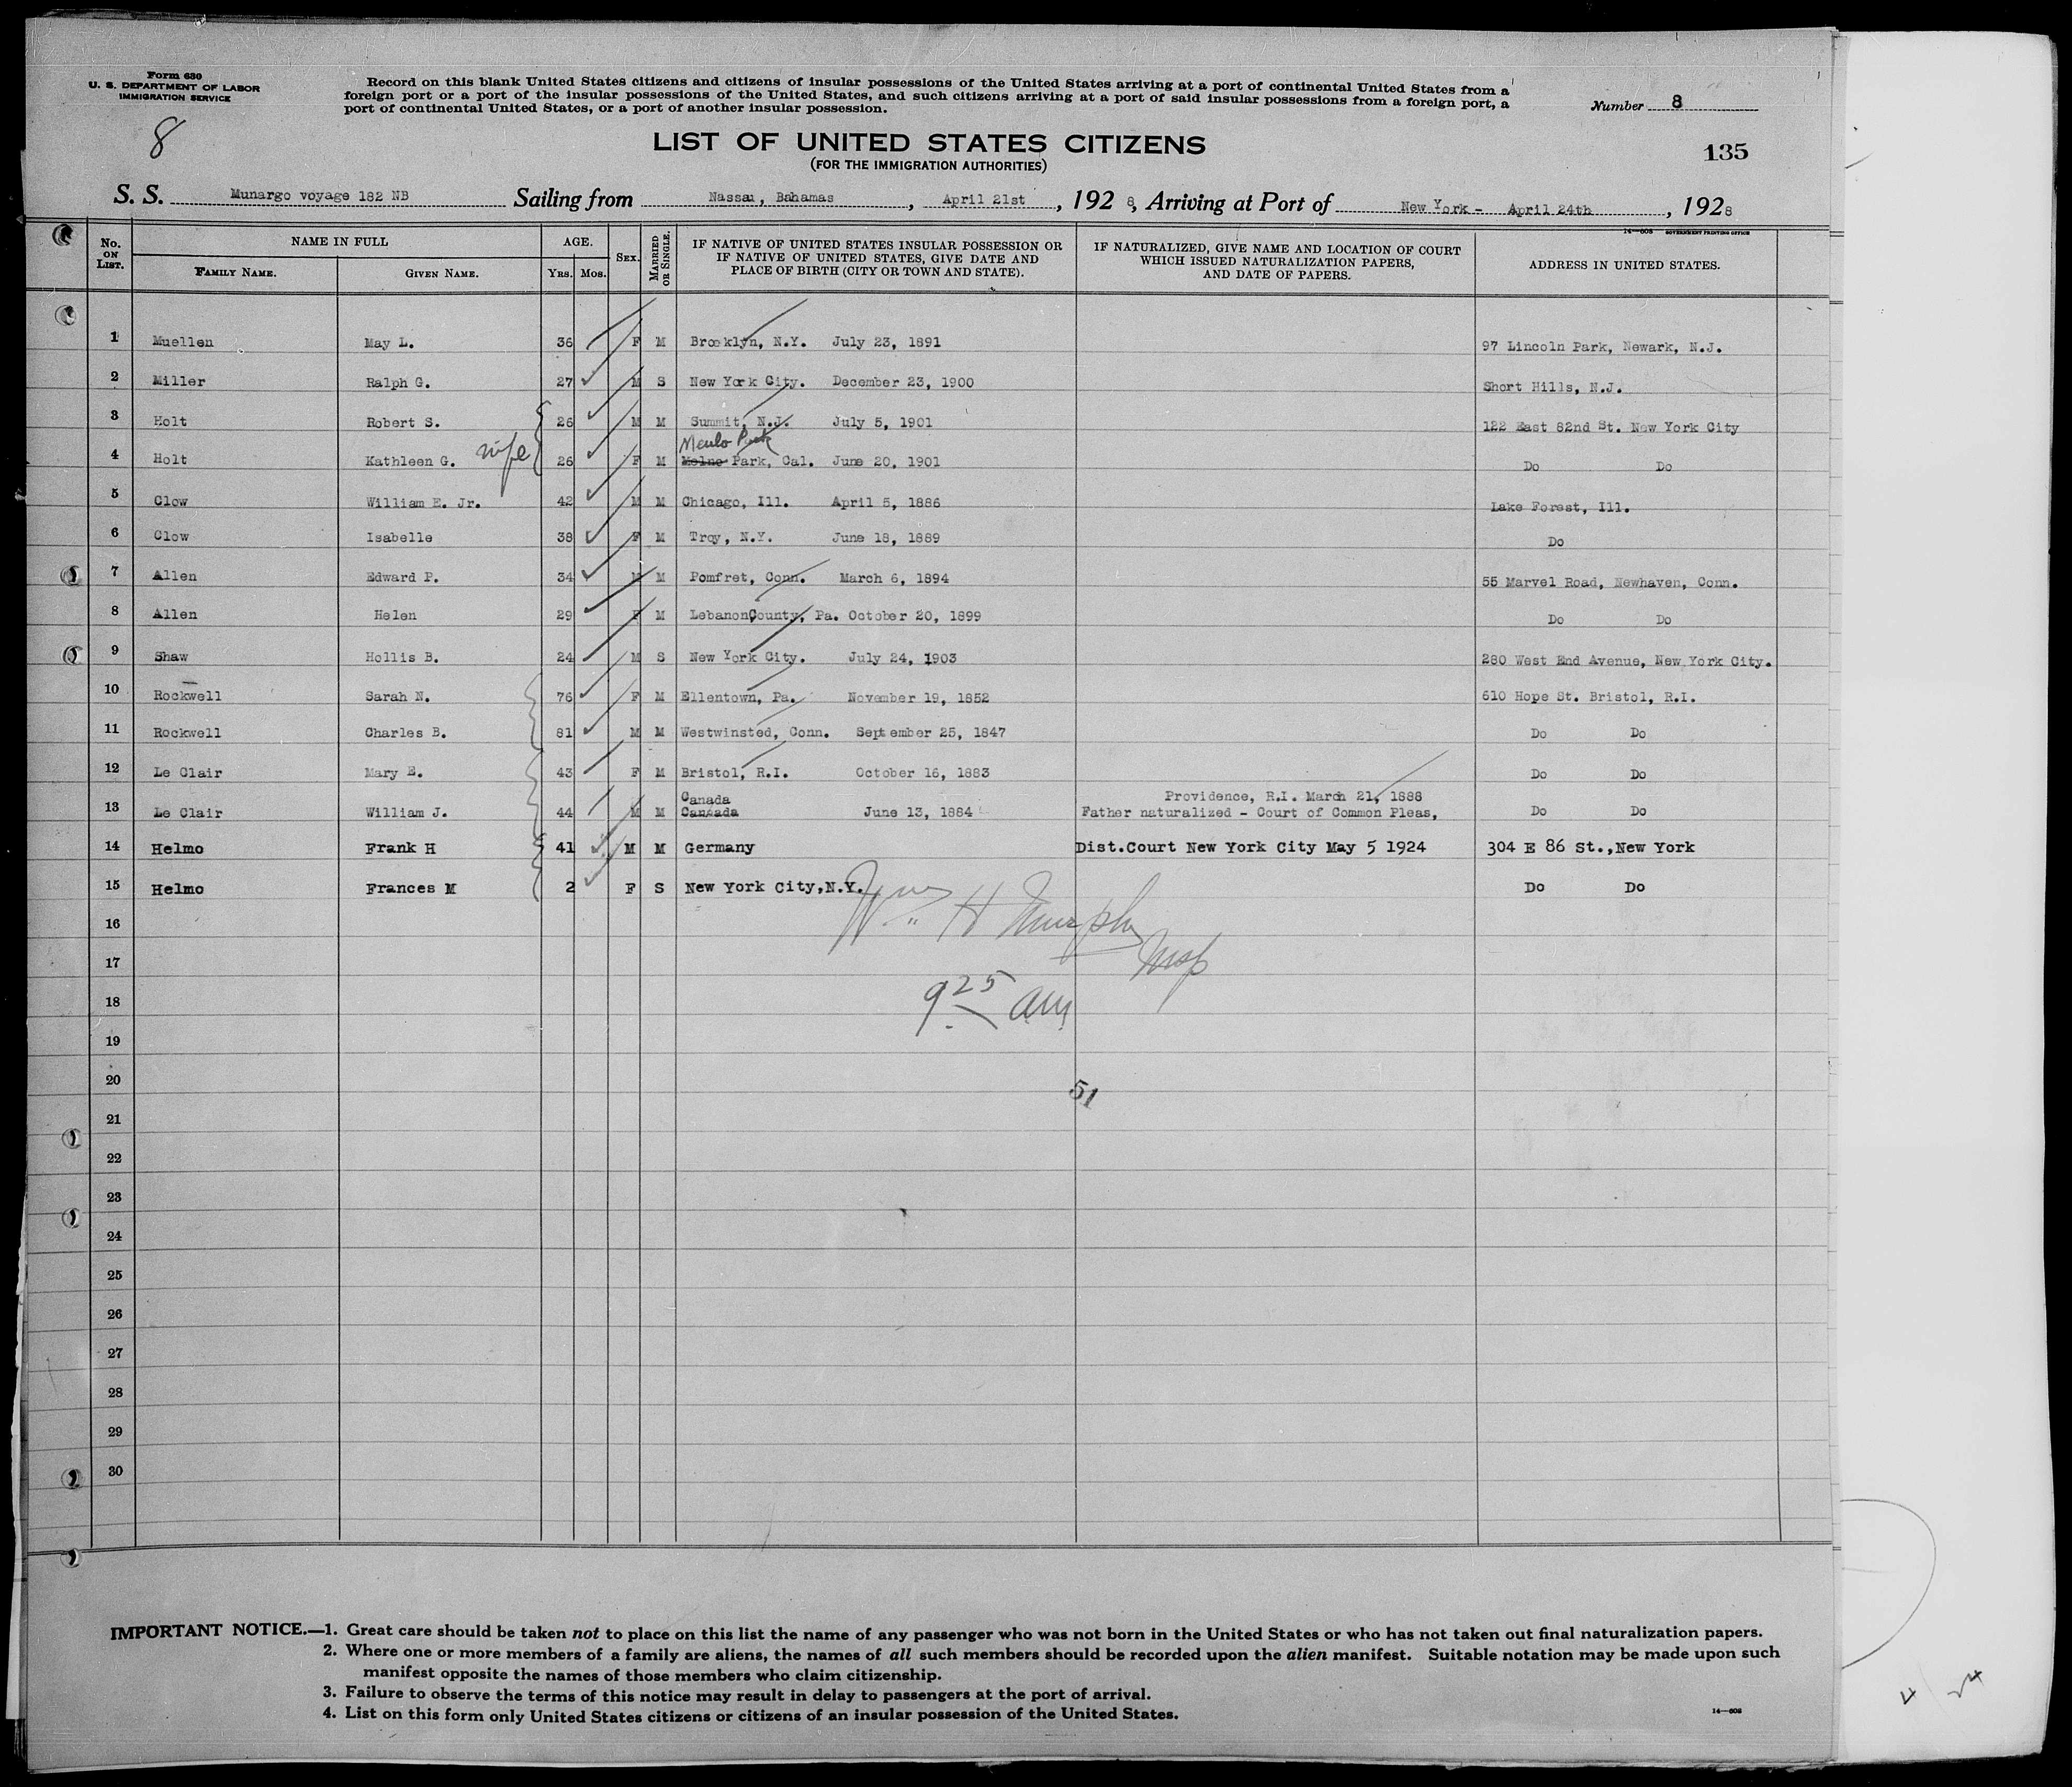 Form 630
U. S. DEPARTMENT OF LABOR
IMMIGRATION SERVICE
8
Record on this blank United States citizens and citizens of insular possessions of the United States arriving at a port of continental United States from a
foreign port or a port of the insular possessions of the United States, and such citizens arriving at a port of said insular possessions from a foreign port, a
port of continental United States, or a port of another insular possession.
Number 8
LIST OF UNITED STATES CITIZENS
(FOR THE IMMIGRATION AUTHORITIES)
135
S. S. Munargo voyage 182 NB Sailing from Nassau, Bahamas, April 21st, 1928, Arriving at Port of New York - April 24th, 1928
14—608 GOVERNMENT PRINTING OFFICE
No. ON LIST. NAME IN FULL AGE. SEX. MARRIED OR SINGLE. IF NATIVE OF UNITED STATES INSULAR POSSESSION OR IF NATIVE OF UNITED STATES, GIVE DATE AND PLACE OF BIRTH (CITY OR TOWN AND STATE). IF NATURALIZED, GIVE NAME AND LOCATION OF COURT WHICH ISSUED NATURALIZATION PAPERS, AND DATE OF PAPERS. ADDRESS IN UNITED STATES.
FAMILY NAME. GIVEN NAME. YRS. MOS.
1 Muellen May L. 36 F M Brooklyn, N.Y. July 23, 1891 97 Lincoln Park, Newark, N.J.
2 Miller Ralph G. 27 M S New York City. December 23, 1900 Short Hills, N.J.
3 Holt Robert S. 26 M M Summit, N.J. July 5, 1901 122 East 82nd St. New York City
Menlo Park
4 Holt Kathleen G. wife 26 F M Melno Park, Cal. June 20, 1901 Do Do
5 Clow William E. Jr. 42 M M Chicago, Ill. April 5, 1886 Lake Forest, Ill.
6 Clow Isabelle 38 F M Troy, N.Y. June 18, 1889 Do
7 Allen Edward P. 34 M M Pomfret, Conn. March 6, 1894 55 Marvel Road, Newhaven, Conn.
8 Allen Helen 29 F M LebanonCounty, Pa. October 20, 1899 Do Do
9 Shaw Hollis B. 24 M S New York City. July 24, 1903 280 West End Avenue, New York City.
10 Rockwell Sarah N. 76 F M Ellentown, Pa. November 19, 1852 610 Hope St. Bristol, R.I.
11 Rockwell Charles B. 81 M M Westwinsted, Conn. September 25, 1847 Do Do
12 Le Clair Mary E. 43 F M Bristol, R.I. October 16, 1883 Do Do
Canada Providence, R.I. March 21, 1888
13 Le Clair William J. 44 M M Canaada June 13, 1884 Father naturalized - Court of Common Pleas, Do Do
14 Helmo Frank H 41 M M Germany Dist.Court New York City May 5 1924 304 E 86 St.,New York
15 Helmo Frances M 2 F S New York City,N.Y. Do Do
16
Wm H Murphy
17
Insp
18
9 25 am
19
20
51
21
22
23
24
25
26
27
28
29
30
IMPORTANT NOTICE.—1. Great care should be taken not to place on this list the name of any passenger who was not born in the United States or who has not taken out final naturalization papers.
2. Where one or more members of a family are aliens, the names of all such members should be recorded upon the alien manifest. Suitable notation may be made upon such
manifest opposite the names of those members who claim citizenship.
3. Failure to observe the terms of this notice may result in delay to passengers at the port of arrival.
4. List on this form only United States citizens or citizens of an insular possession of the United States.
14—608